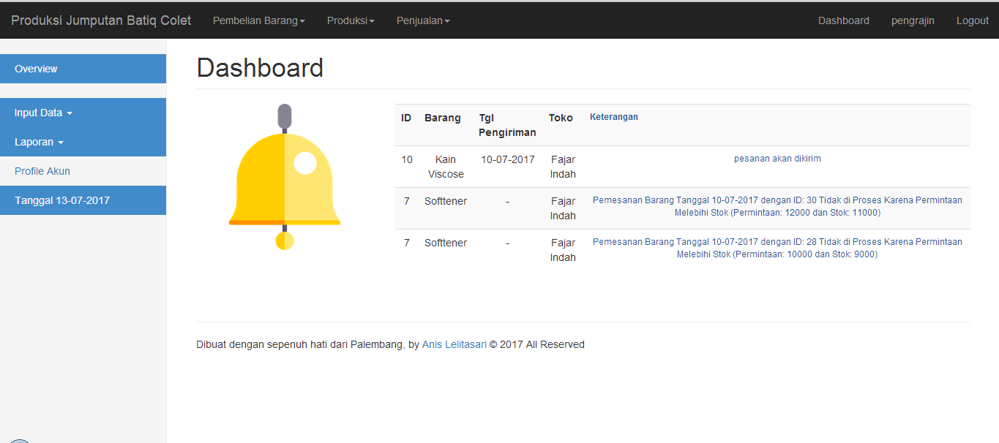 Produksi Jumputan Batiq Colet Pembelian Barang Produksi Penjualan Dashboard pengrajin Logout
Overview
Input Data
Laporan
Profile Akun
Tanggal 13-07-2017
Dashboard
ID Barang Tgl Pengiriman Toko Keterangan
10 Kain Viscose 10-07-2017 Fajar Indah pesanan akan dikirim
7 Softtener - Fajar Indah Pemesanan Barang Tanggal 10-07-2017 dengan ID: 30 Tidak di Proses Karena Permintaan
Melebihi Stok (Permintaan: 12000 dan Stok: 11000)
7 Softtener - Fajar Indah Pemesanan Barang Tanggal 10-07-2017 dengan ID: 28 Tidak di Proses Karena Permintaan
Melebihi Stok (Permintaan: 10000 dan Stok: 9000)
Dibuat dengan sepenuh hati dari Palembang, by Anis Lelitasari © 2017 All Reserved